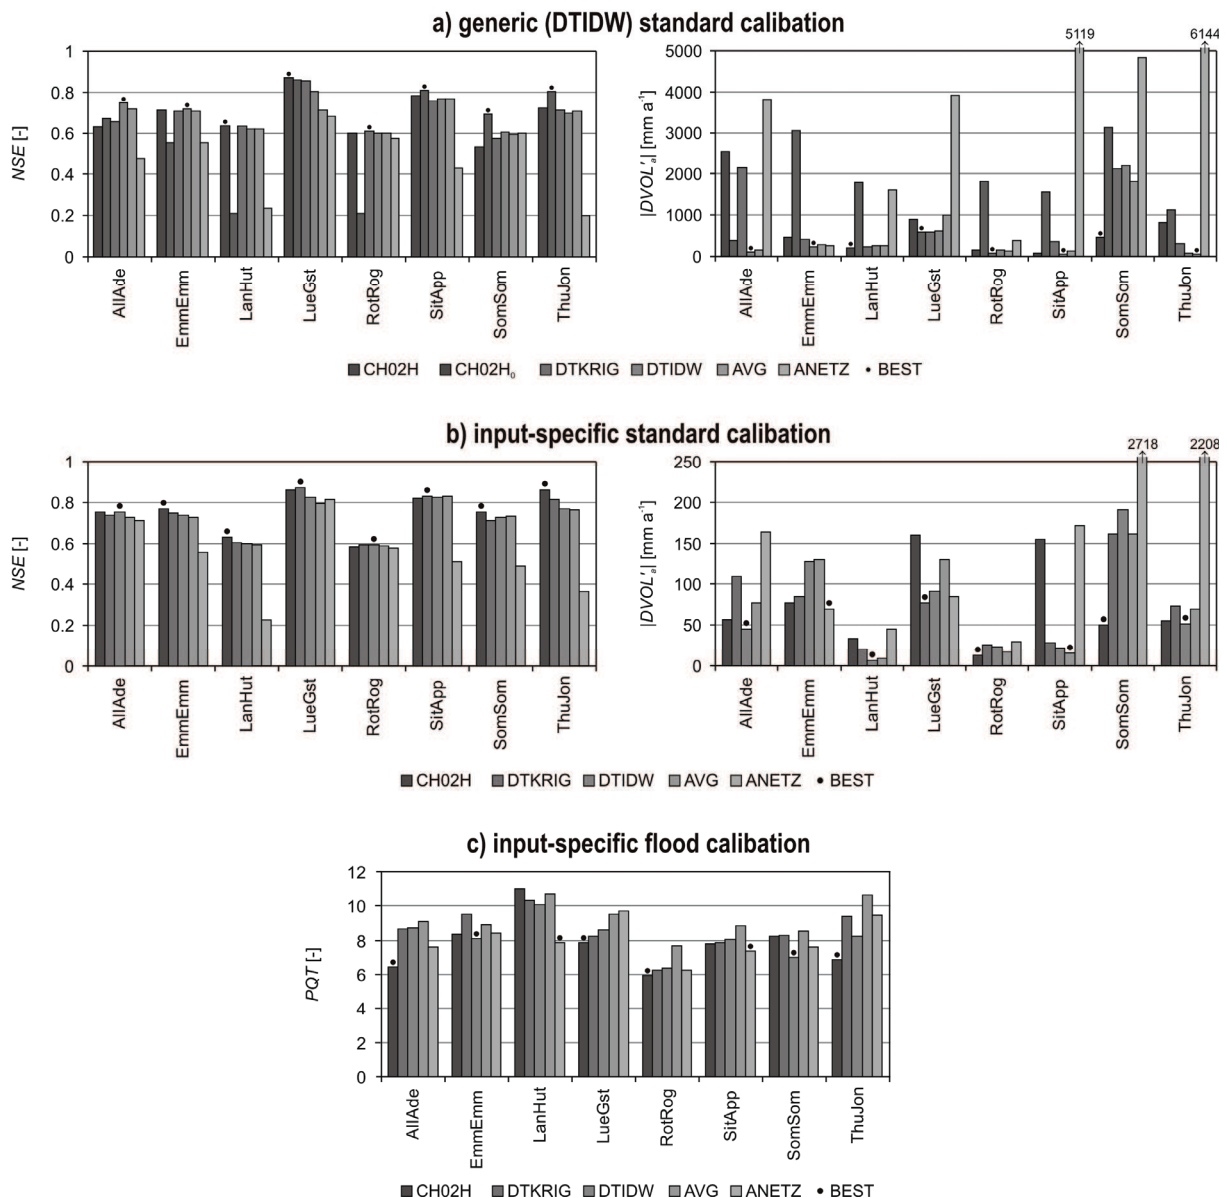 a) generic (DTIDW) standard calibation
NSE [-]
1
0.8
0.6
0.4
0.2
0
AllAde
EmmEmm
LanHut
LueGst
RotRog
SitApp
SomSom
ThuJon
|DVOL'a| [mm a-1]
5000
4000
3000
2000
1000
0
5119
6144
AllAde
EmmEmm
LanHut
LueGst
RotRog
SitApp
SomSom
ThuJon
CH02H CH02H0 DTKRIG DTIDW AVG ANETZ • BEST
b) input-specific standard calibation
NSE [-]
1
0.8
0.6
0.4
0.2
0
AllAde
EmmEmm
LanHut
LueGst
RotRog
SitApp
SomSom
ThuJon
|DVOL'a| [mm a-1]
250
200
150
100
50
0
2718
2208
AllAde
EmmEmm
LanHut
LueGst
RotRog
SitApp
SomSom
ThuJon
CH02H DTKRIG DTIDW AVG ANETZ • BEST
c) input-specific flood calibation
PQT [-]
12
10
8
6
4
2
0
AllAde
EmmEmm
LanHut
LueGst
RotRog
SitApp
SomSom
ThuJon
CH02H DTKRIG DTIDW AVG ANETZ • BEST